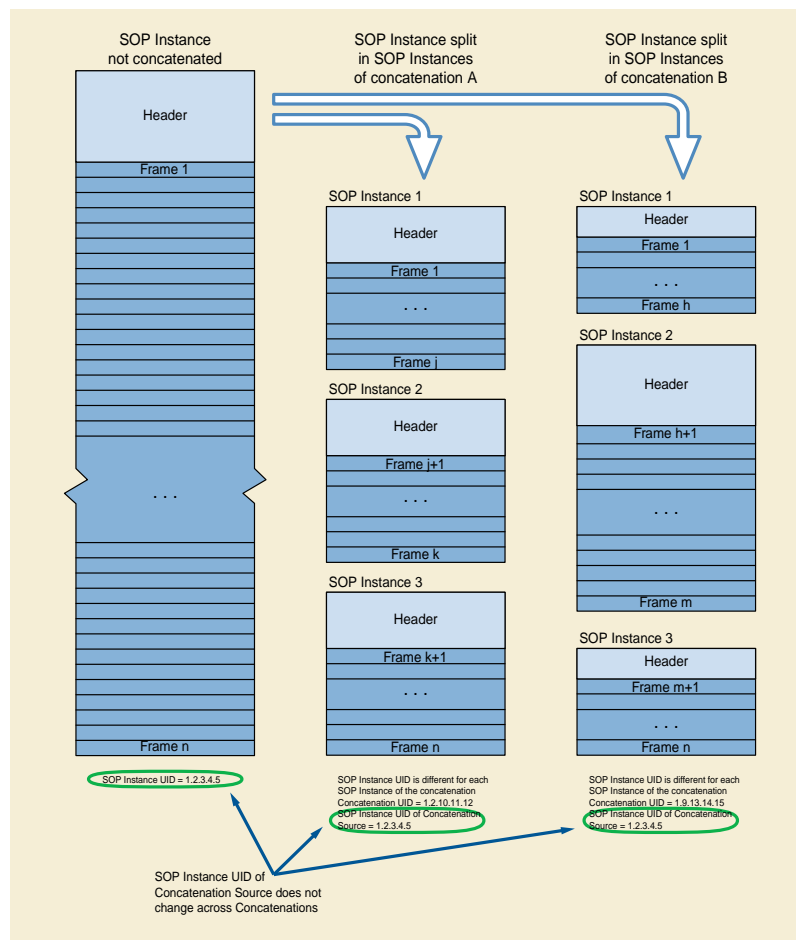 SOP Instance
not concatenated
SOP Instance split
in SOP Instances
of concatenation A
SOP Instance split
in SOP Instances
of concatenation B
Header
Frame 1
. . .
Frame n
SOP Instance UID = 1.2.3.4.5
SOP Instance 1
Header
Frame 1
. . .
Frame j
SOP Instance 2
Header
Frame j+1
. . .
Frame k
SOP Instance 3
Header
Frame k+1
. . .
Frame n
SOP Instance UID is different for each
SOP Instance of the concatenation
Concatenation UID = 1.2.10.11.12
SOP Instance UID of Concatenation
Source = 1.2.3.4.5
SOP Instance 1
Header
Frame 1
. . .
Frame h
SOP Instance 2
Header
Frame h+1
. . .
Frame m
SOP Instance 3
Header
Frame m+1
. . .
Frame n
SOP Instance UID is different for each
SOP Instance of the concatenation
Concatenation UID = 1.9.13.14.15
SOP Instance UID of Concatenation
Source = 1.2.3.4.5
SOP Instance UID of
Concatenation Source does not
change across Concatenations